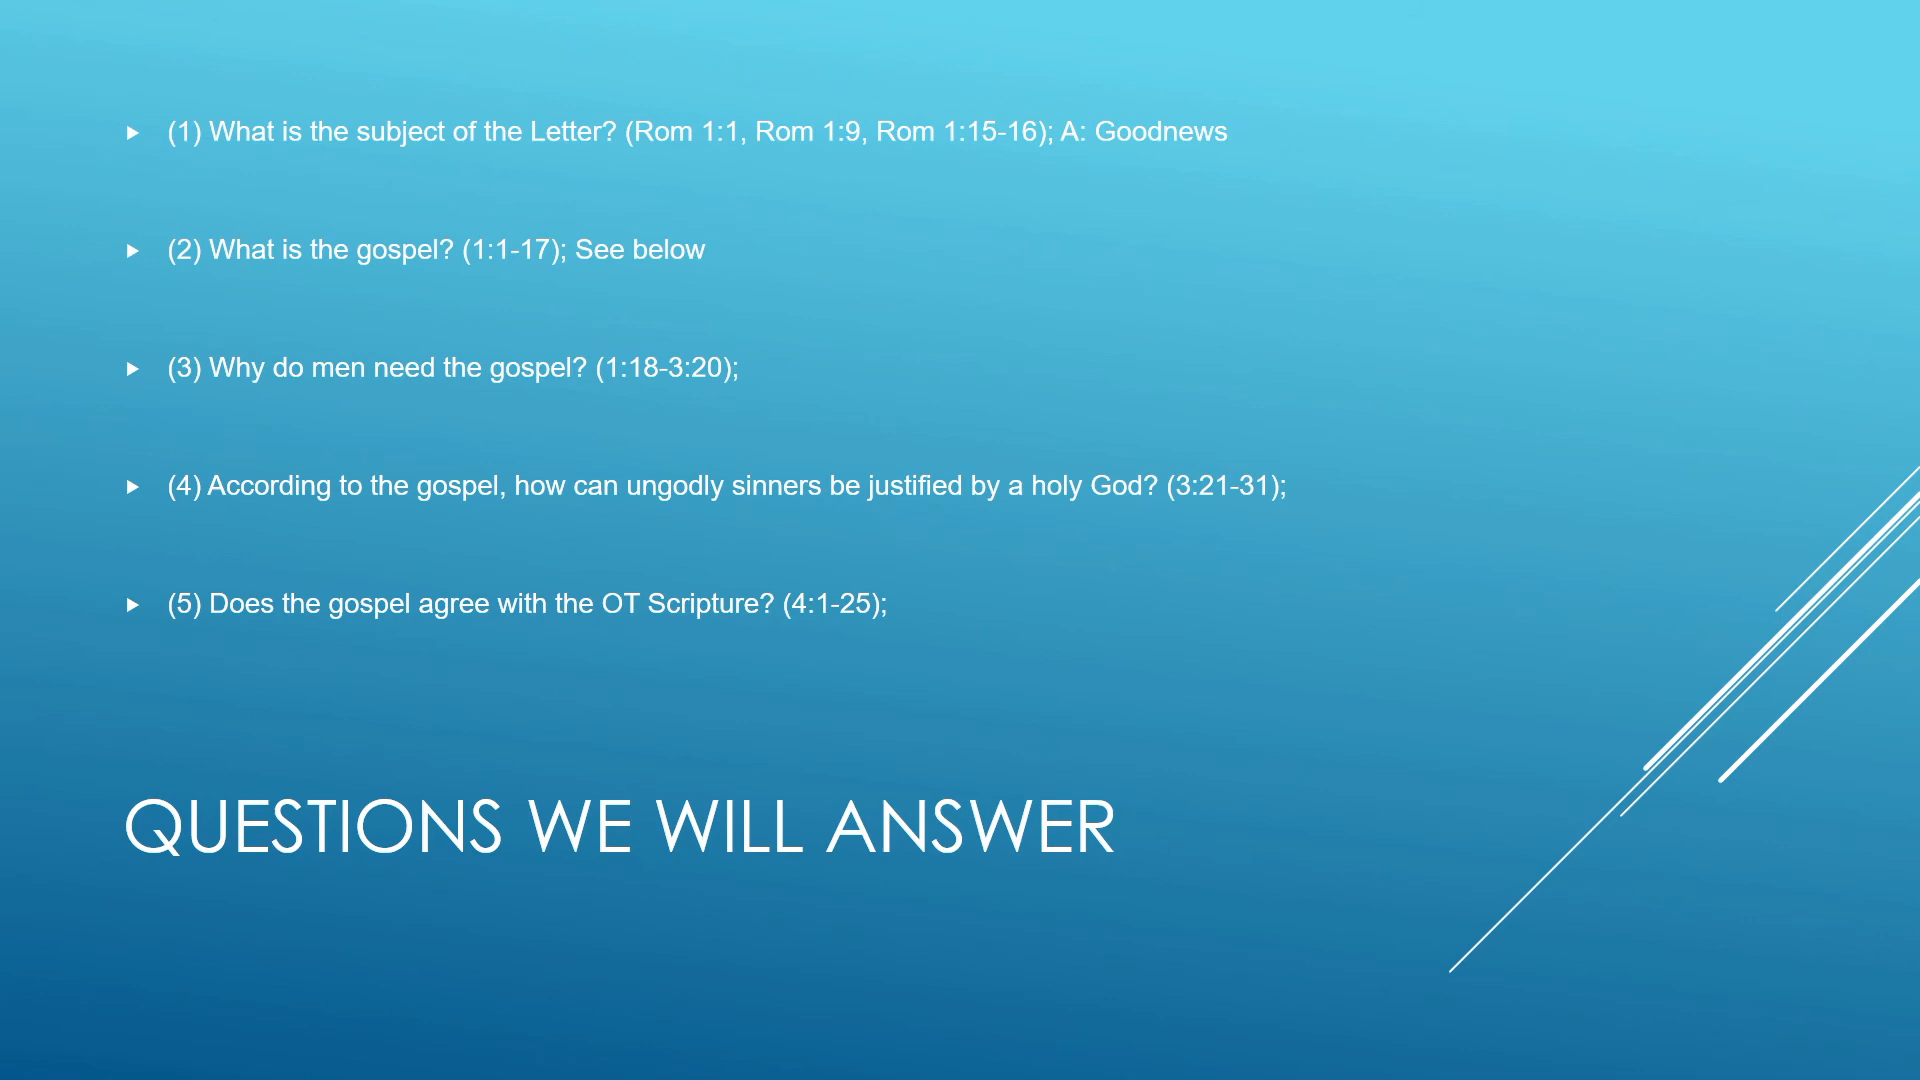 (1) What is the subject of the Letter? (Rom 1:1, Rom 1:9, Rom 1:15-16); A: Goodnews
(2) What is the gospel? (1:1-17); See below
(3) Why do men need the gospel? (1:18-3:20);
(4) According to the gospel, how can ungodly sinners be justified by a holy God? (3:21-31);
(5) Does the gospel agree with the OT Scripture? (4:1-25);
QUESTIONS WE WILL ANSWER